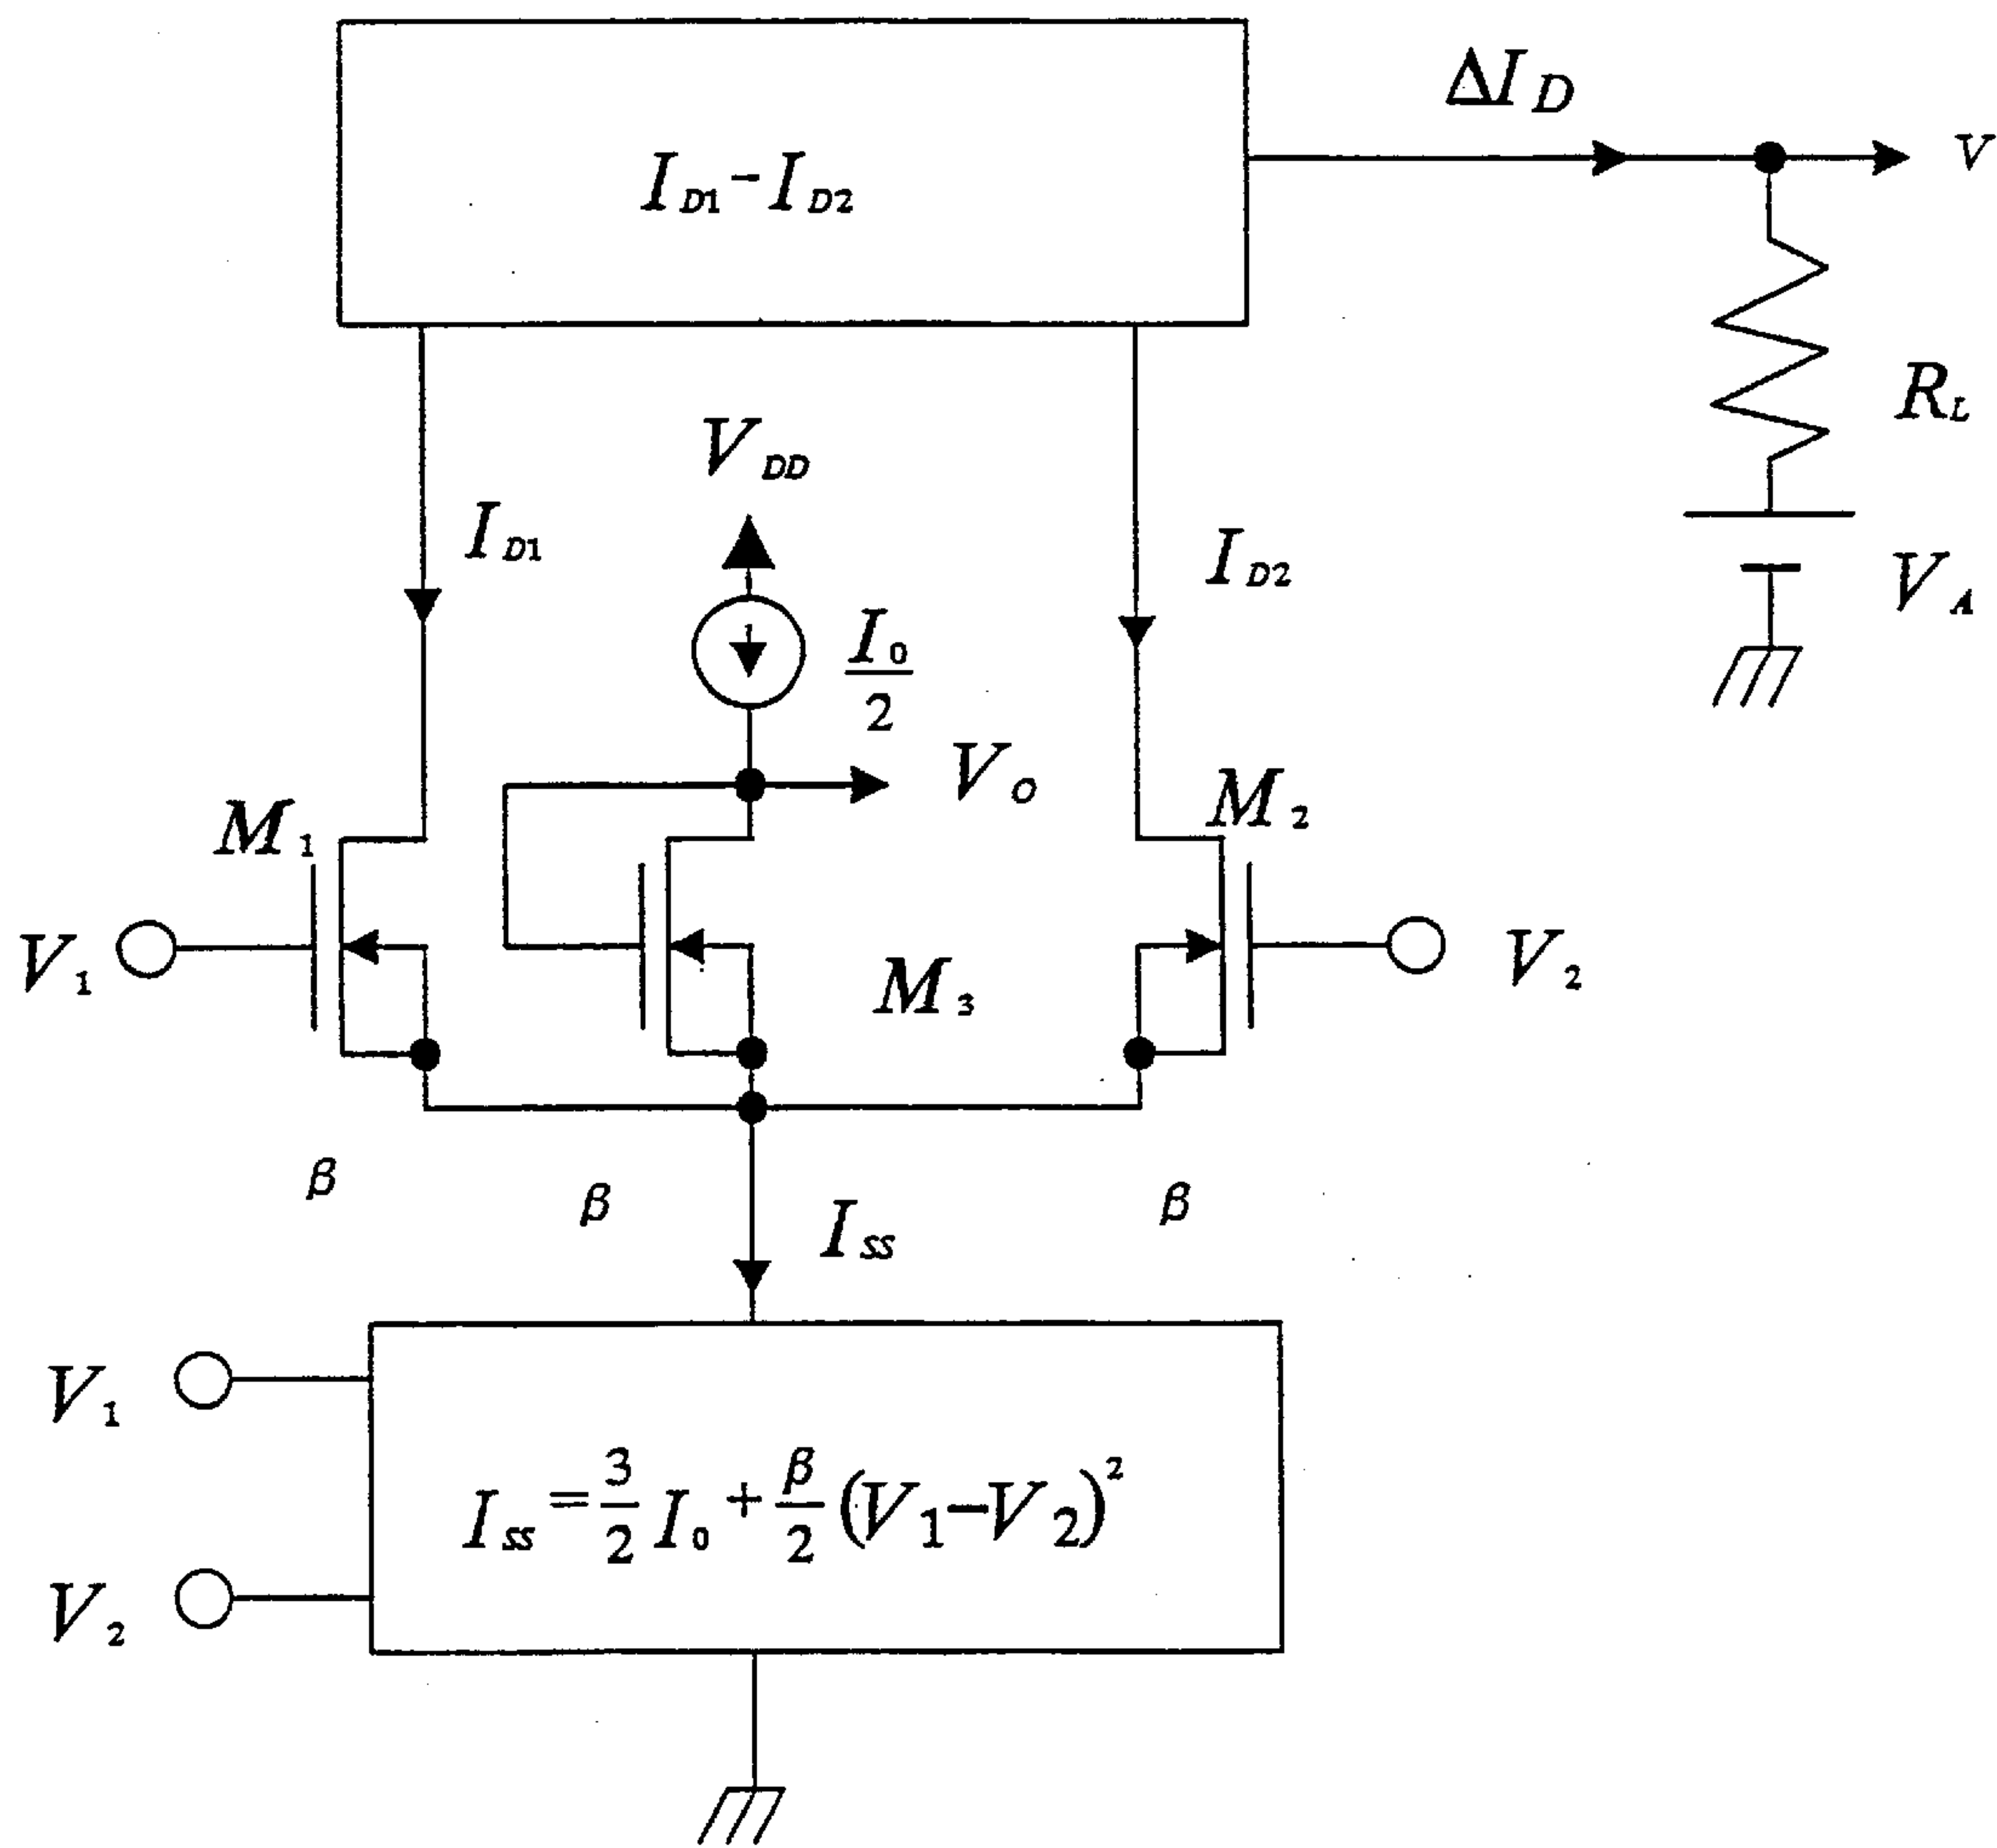 ΔI_D
V
I_D1 - I_D2
R_L
V_DD
I_D1
I_D2
V_A
I_0/2
V_O
M_1
M_2
V_1
M_3
V_2
β
β
β
I_SS
V_1
I_SS = 3/2 I_0 + β/2 (V_1 - V_2)^2
V_2